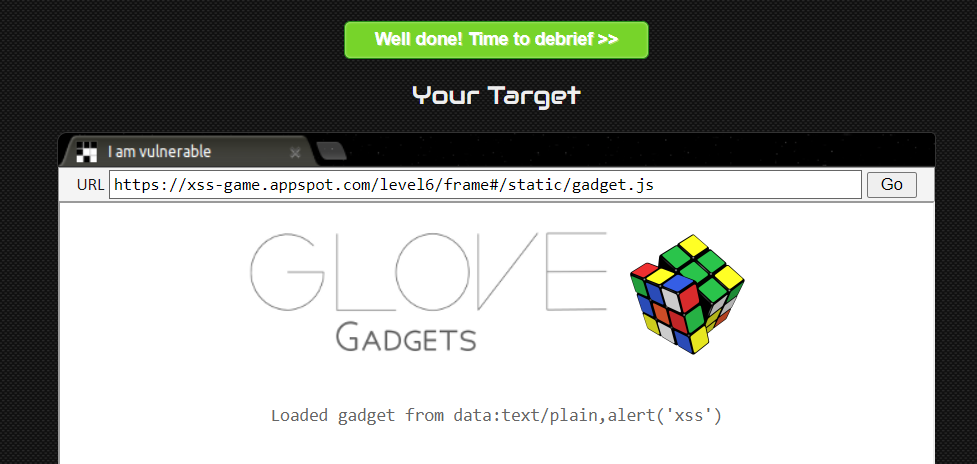 Well done! Time to debrief >>
Your Target
I am vulnerable
URL https://xss-game.appspot.com/level6/frame#/static/gadget.js Go
GLOVE
GADGETS
Loaded gadget from data:text/plain,alert('xss')